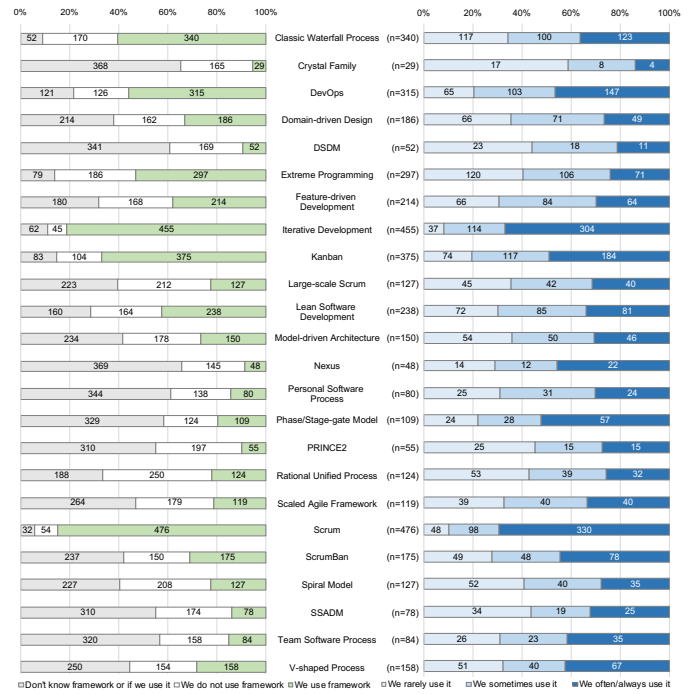 0% 20% 40% 60% 80% 100% 0% 20% 40% 60% 80% 100%
52 170 340 Classic Waterfall Process (n=340) 117 100 123
368 165 29 Crystal Family (n=29) 17 8 4
121 126 315 DevOps (n=315) 65 103 147
214 162 186 Domain-driven Design (n=186) 66 71 49
341 169 52 DSDM (n=52) 23 18 11
79 186 297 Extreme Programming (n=297) 120 106 71
180 168 214 Feature-driven Development (n=214) 66 84 64
62 45 455 Iterative Development (n=455) 37 114 304
83 104 375 Kanban (n=375) 74 117 184
223 212 127 Large-scale Scrum (n=127) 45 42 40
160 164 238 Lean Software Development (n=238) 72 85 81
234 178 150 Model-driven Architecture (n=150) 54 50 46
369 145 48 Nexus (n=48) 14 12 22
344 138 80 Personal Software Process (n=80) 25 31 24
329 124 109 Phase/Stage-gate Model (n=109) 24 28 57
310 197 55 PRINCE2 (n=55) 25 15 15
188 250 124 Rational Unified Process (n=124) 53 39 32
264 179 119 Scaled Agile Framework (n=119) 39 40 40
32 54 476 Scrum (n=476) 48 98 330
237 150 175 ScrumBan (n=175) 49 48 78
227 208 127 Spiral Model (n=127) 52 40 35
310 174 78 SSADM (n=78) 34 19 25
320 158 84 Team Software Process (n=84) 26 23 35
250 154 158 V-shaped Process (n=158) 51 40 67
Don't know framework or if we use it We do not use framework We use framework We rarely use it We sometimes use it We often/always use it